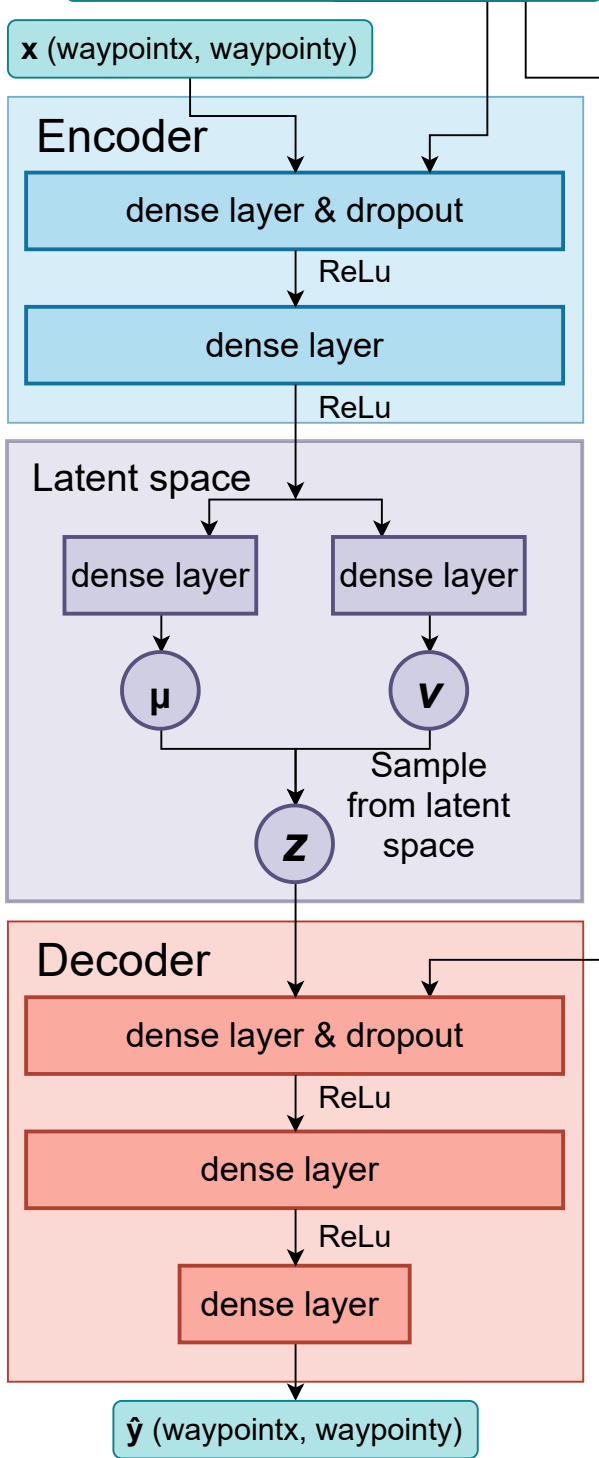 x (waypointx, waypointy)
Encoder
dense layer & dropout
ReLu
dense layer
ReLu
Latent space
dense layer
dense layer
μ
v
Sample
from latent
space
z
Decoder
dense layer & dropout
ReLu
dense layer
ReLu
dense layer
ŷ (waypointx, waypointy)